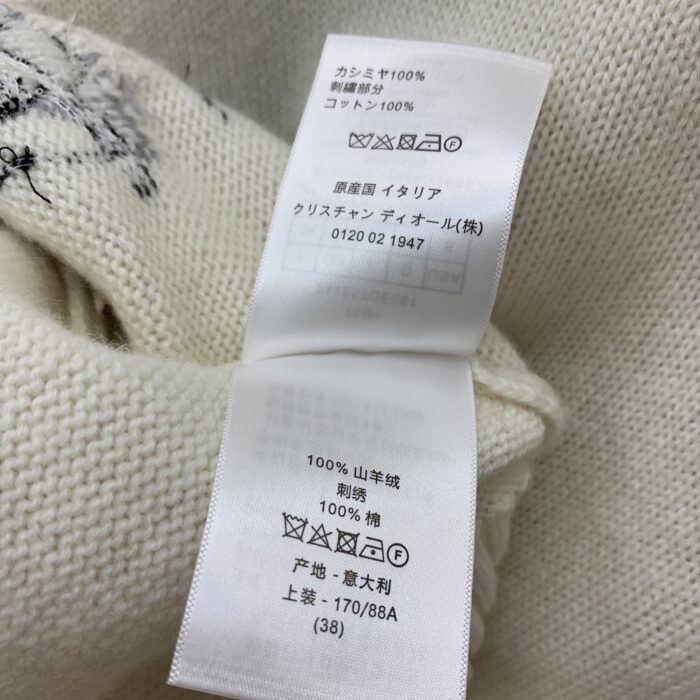 カシミヤ100%
刺繍部分
コットン100%
F
原産国 イタリア
クリスチャン ディオール(株)
0120 02 1947
100% 山羊绒
刺绣
100% 棉
F
产地 - 意大利
上装 - 170/88A
(38)